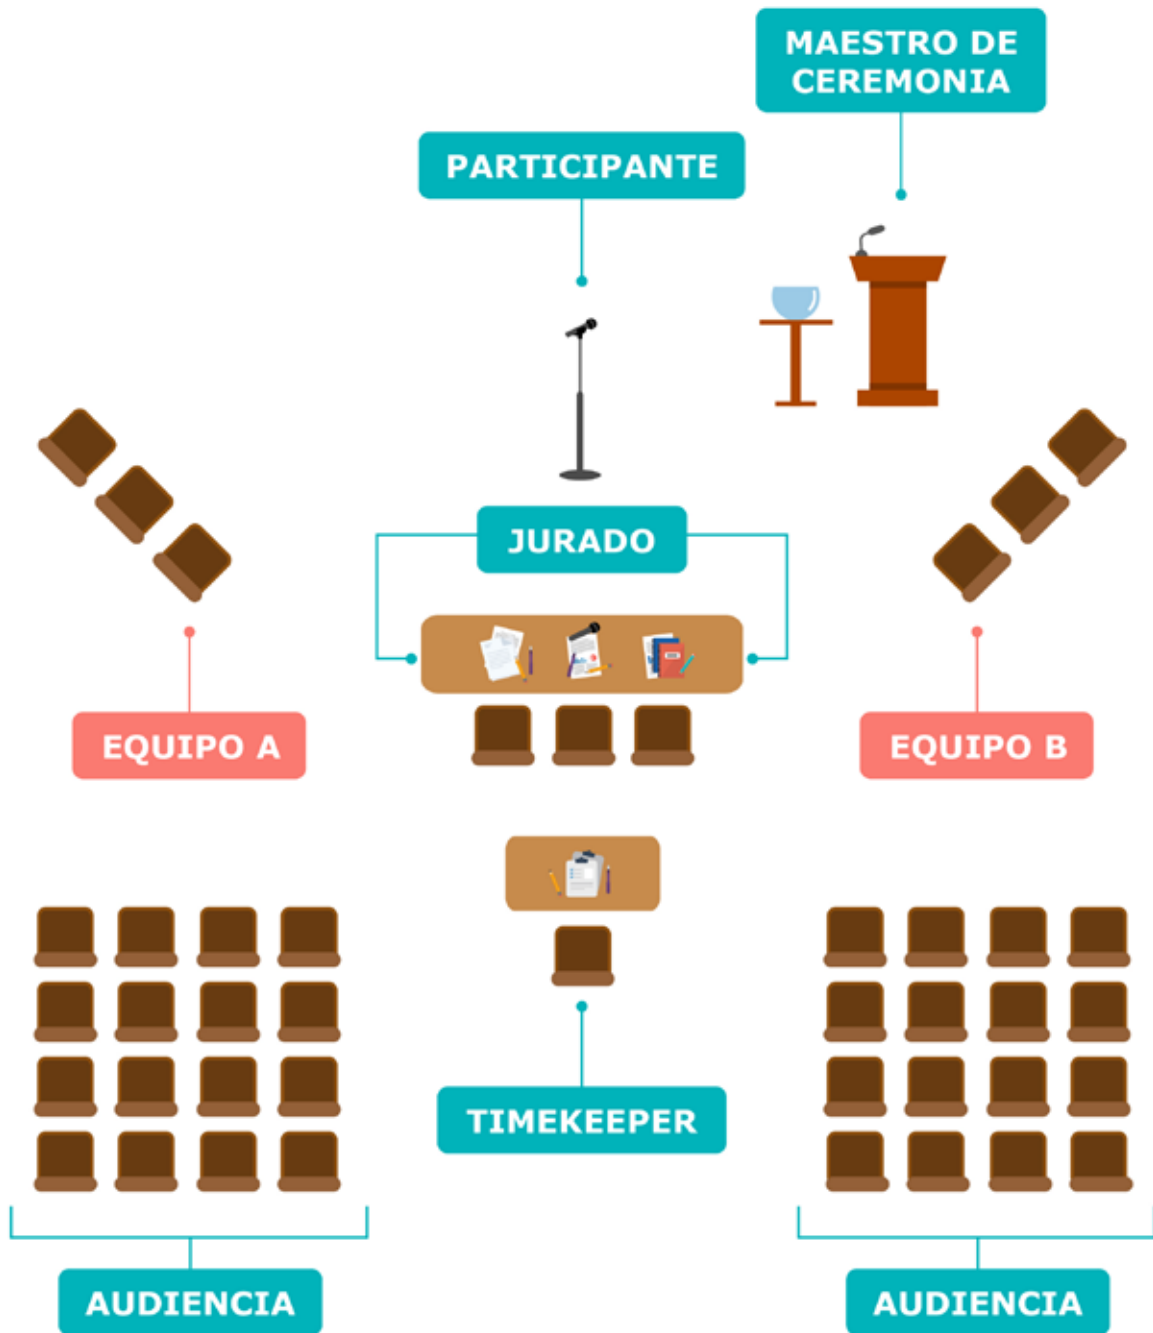 MAESTRO DE
CEREMONIA
PARTICIPANTE
JURADO
EQUIPO A
EQUIPO B
TIMEKEEPER
AUDIENCIA
AUDIENCIA